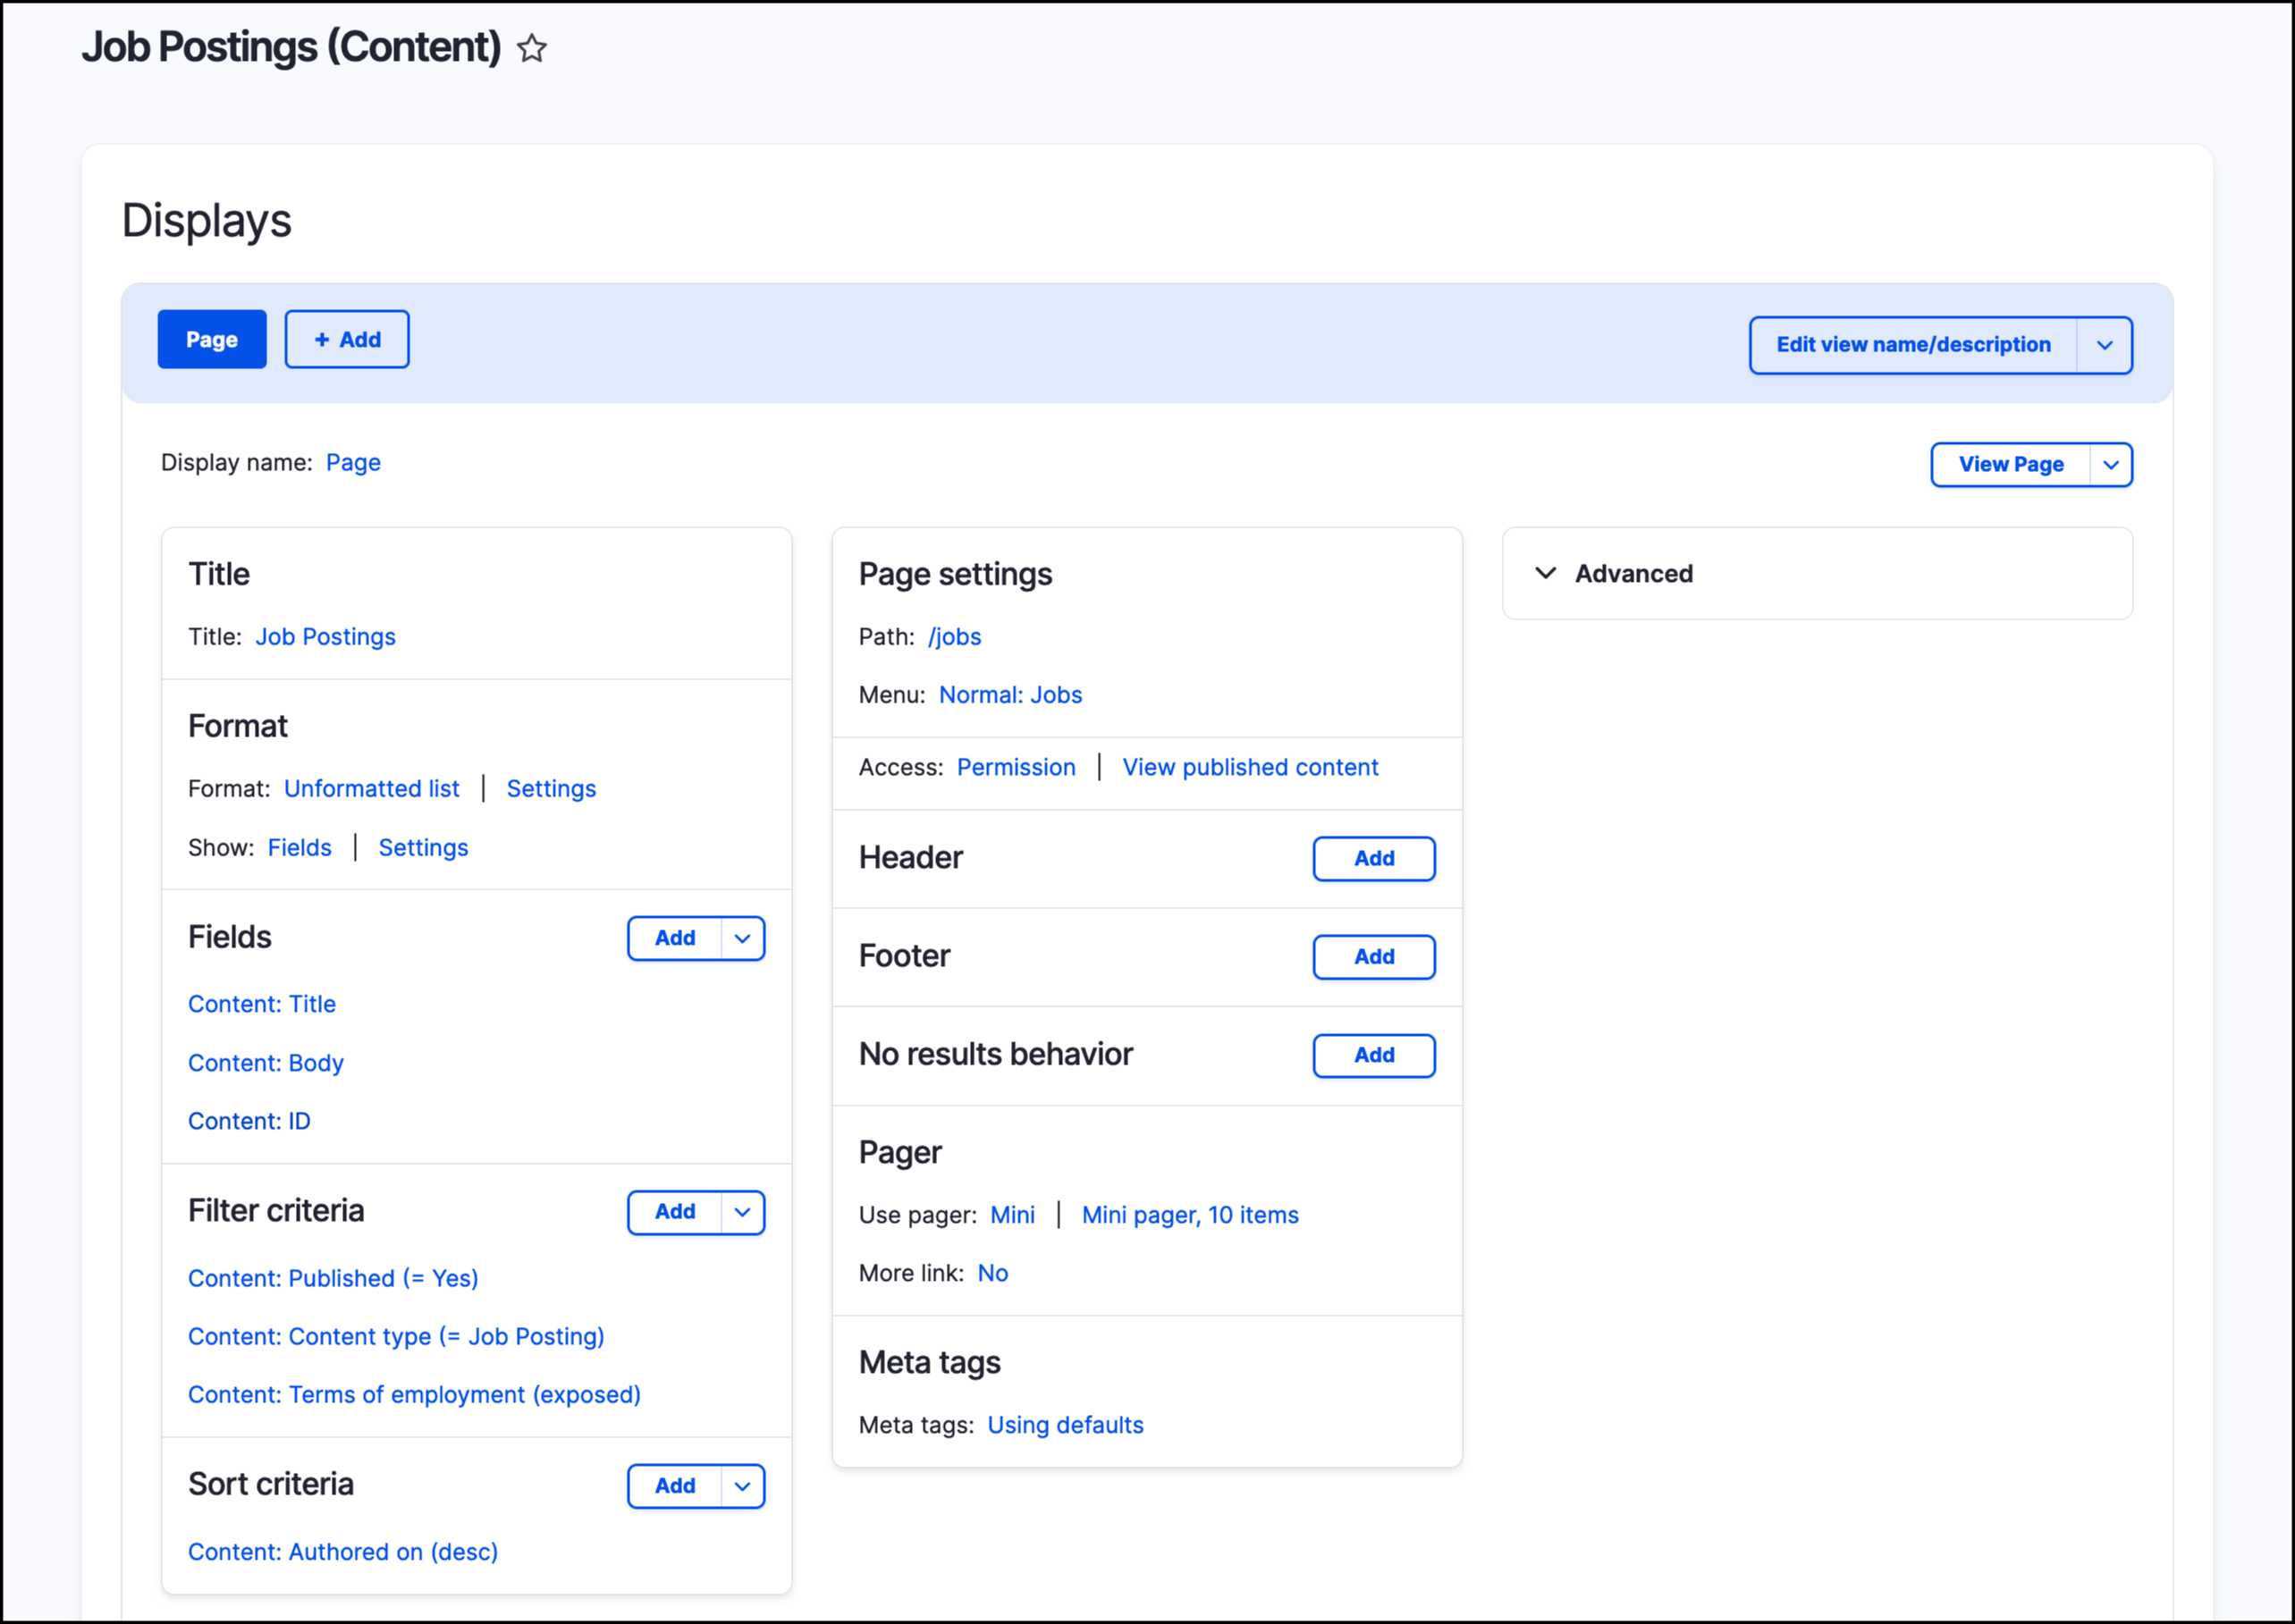 Job Postings (Content)
Displays
Page
+ Add
Edit view name/description
Display name: Page
View Page
Title
Title: Job Postings
Format
Format: Unformatted list | Settings
Show: Fields | Settings
Fields
Add
Content: Title
Content: Body
Content: ID
Filter criteria
Add
Content: Published (= Yes)
Content: Content type (= Job Posting)
Content: Terms of employment (exposed)
Sort criteria
Add
Content: Authored on (desc)
Page settings
Path: /jobs
Menu: Normal: Jobs
Access: Permission | View published content
Header
Add
Footer
Add
No results behavior
Add
Pager
Use pager: Mini | Mini pager, 10 items
More link: No
Meta tags
Meta tags: Using defaults
Advanced